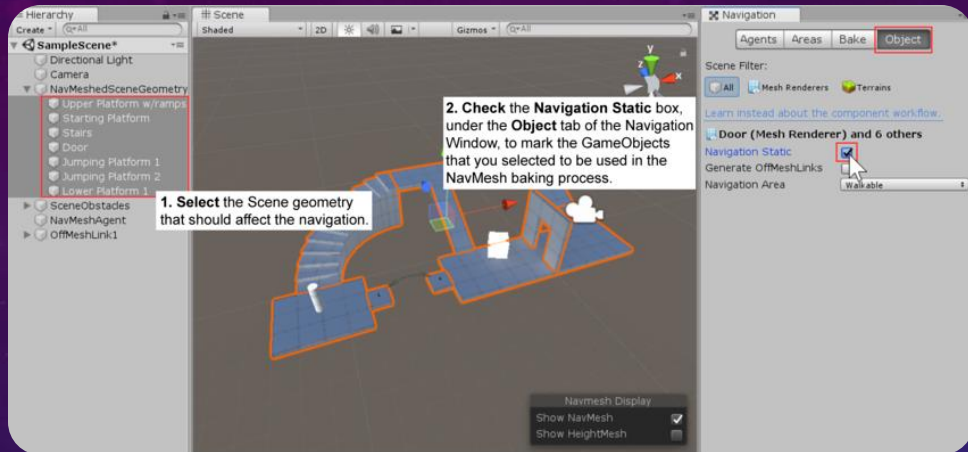 Hierarchy
Create
All
SampleScene*
Directional Light
Camera
NavMeshedSceneGeometry
Upper Platform w/ramps
Starting Platform
Stairs
Door
Jumping Platform 1
Jumping Platform 2
Lower Platform 1
SceneObstacles
NavMeshAgent
OffMeshLink1
1. Select the Scene geometry
that should affect the navigation.
Scene
Shaded
2D
Gizmos
All
y
z
x
2. Check the Navigation Static box,
under the Object tab of the Navigation
Window, to mark the GameObjects
that you selected to be used in the
NavMesh baking process.
Navmesh Display
Show NavMesh
Show HeightMesh
Navigation
Agents Areas Bake Object
Scene Filter:
All Mesh Renderers Terrains
Learn instead about the component workflow.
Door (Mesh Renderer) and 6 others
Navigation Static
Generate OffMeshLinks
Navigation Area Walkable